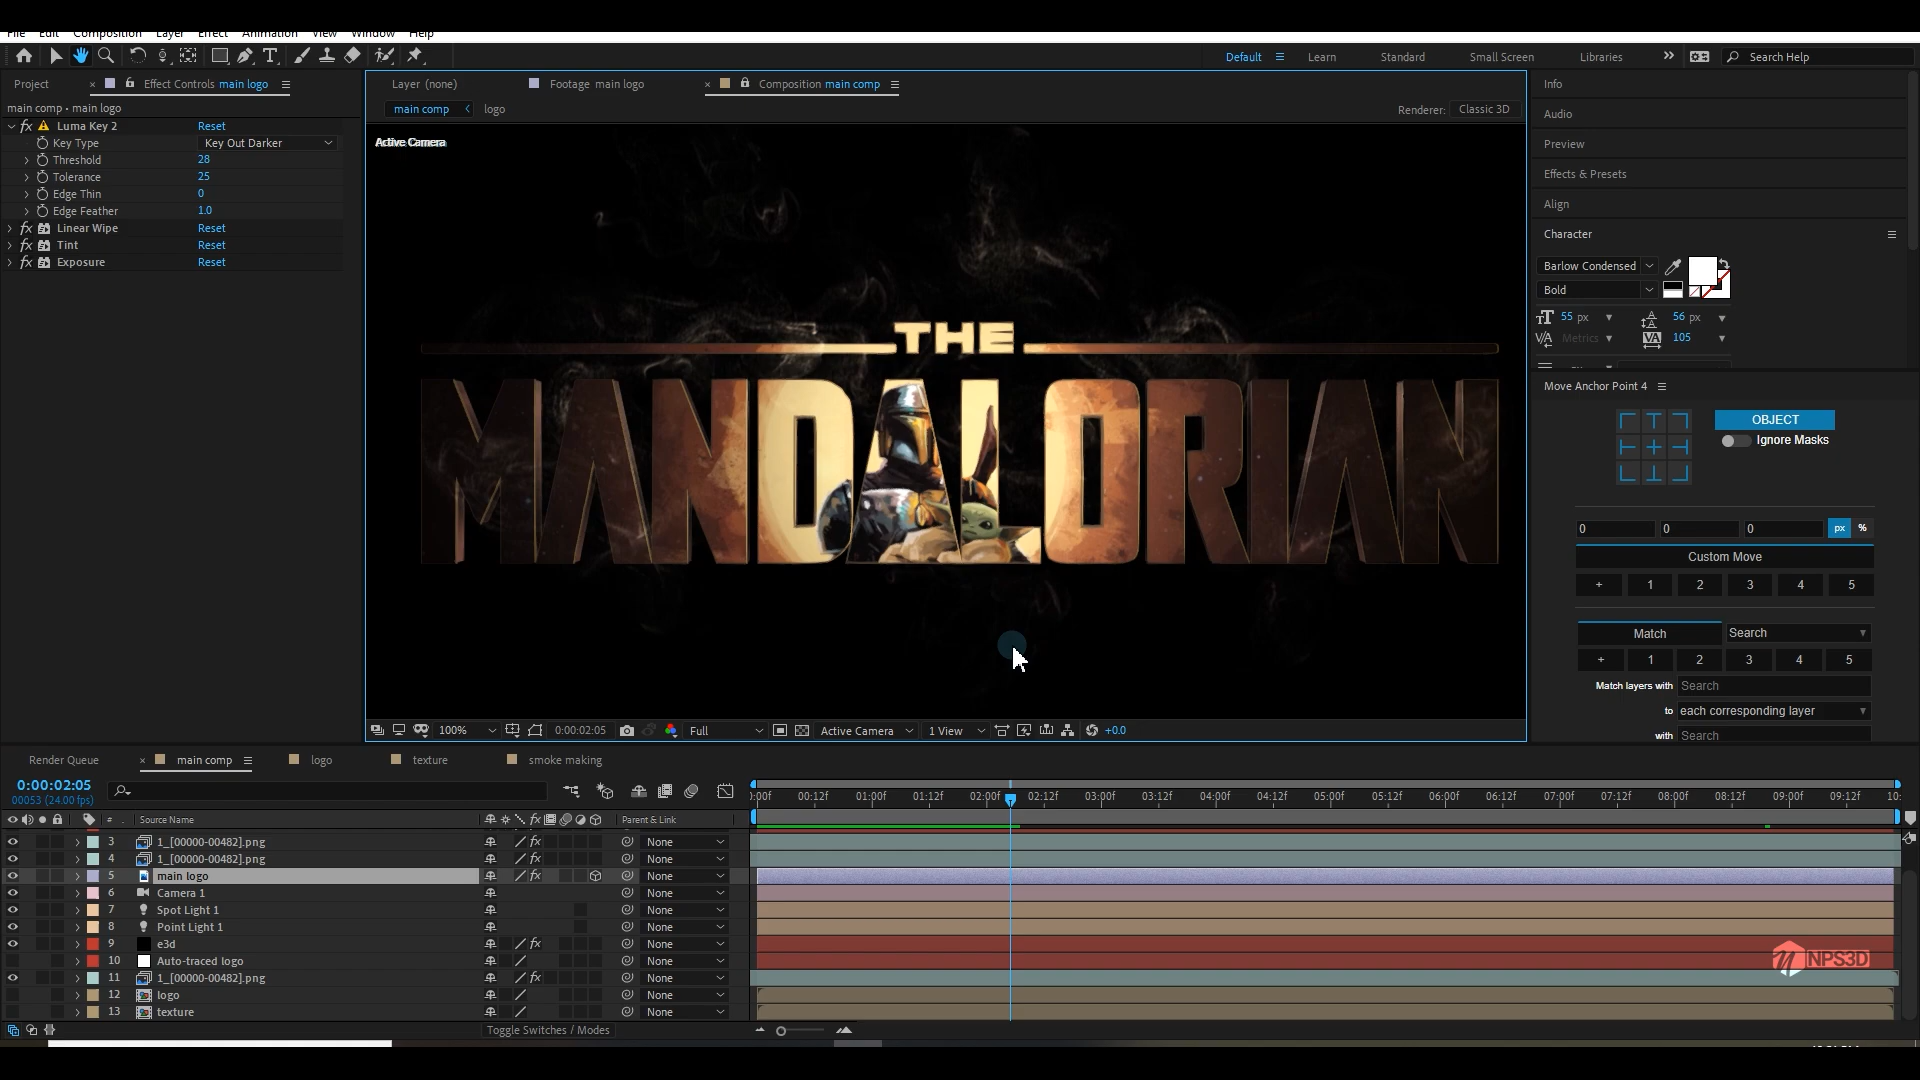 File Edit Composition Layer Effect Animation View Window Help
Default Learn Standard Small Screen Libraries Search Help
Project Effect Controls main logo
main comp • main logo
fx Luma Key 2 Reset
Key Type Key Out Darker
Threshold 28
Tolerance 25
Edge Thin 0
Edge Feather 1.0
fx Linear Wipe Reset
fx Tint Reset
fx Exposure Reset
Layer (none) Footage main logo Composition main comp
main comp logo Renderer: Classic 3D
Active Camera
THE
MANDALORIAN
100% 0:00:02:05 Full Active Camera 1 View +0.0
Info
Audio
Preview
Effects & Presets
Align
Character
Barlow Condensed
Bold
55 px 56 px
Metrics 105
Move Anchor Point 4
OBJECT
Ignore Masks
0 0 0 px %
Custom Move
+ 1 2 3 4 5
Match Search
+ 1 2 3 4 5
Match layers with Search
to each corresponding layer
with Search
Render Queue main comp logo texture smoke making
0:00:02:05
00053 (24.00 fps)
:00f 00:12f 01:00f 01:12f 02:00f 02:12f 03:00f 03:12f 04:00f 04:12f 05:00f 05:12f 06:00f 06:12f 07:00f 07:12f 08:00f 08:12f 09:00f 09:12f 10:
# Source Name fx Parent & Link
3 1_[00000-00482].png fx None
4 1_[00000-00482].png fx None
5 main logo fx None
6 Camera 1 None
7 Spot Light 1 None
8 Point Light 1 None
9 e3d fx None
10 Auto-traced logo None
11 1_[00000-00482].png fx None
12 logo None
13 texture None
NPS3D
Toggle Switches / Modes